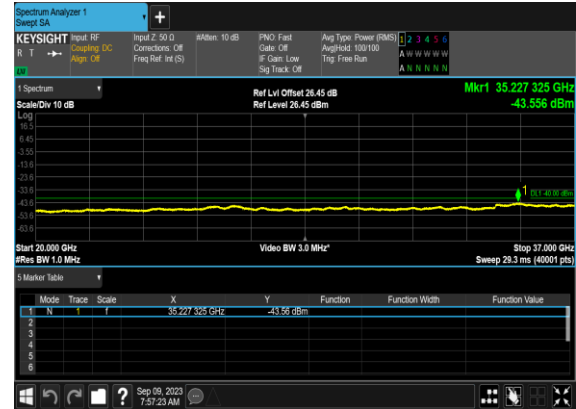 Spectrum Analyzer 1
Swept SA
+
KEYSIGHT Input: RF Input Z: 50 Ω #Atten: 10 dB PNO: Fast Avg Type: Power (RMS) 1 2 3 4 5 6
R T Coupling: DC Corrections: Off Gate: Off Avg|Hold: 100/100 A W W W W W
Align: Off Freq Ref: Int (S) IF Gain: Low Trig: Free Run
LU Sig Track: Off A N N N N N
1 Spectrum Ref Lvl Offset 26.45 dB Mkr1 35.227 325 GHz
Scale/Div 10 dB Ref Level 26.45 dBm -43.556 dBm
Log
16.5
6.45
-3.55
-13.6
-23.6
-33.6
1 DL1 -40.00 dBm
-43.6
-53.6
-63.6
Start 20.000 GHz Video BW 3.0 MHz* Stop 37.000 GHz
#Res BW 1.0 MHz Sweep 29.3 ms (40001 pts)
5 Marker Table
Mode Trace Scale X Y Function Function Width Function Value
1 N 1 f 35.227 325 GHz -43.56 dBm
2
3
4
5
6
? Sep 09, 2023
7:57:23 AM